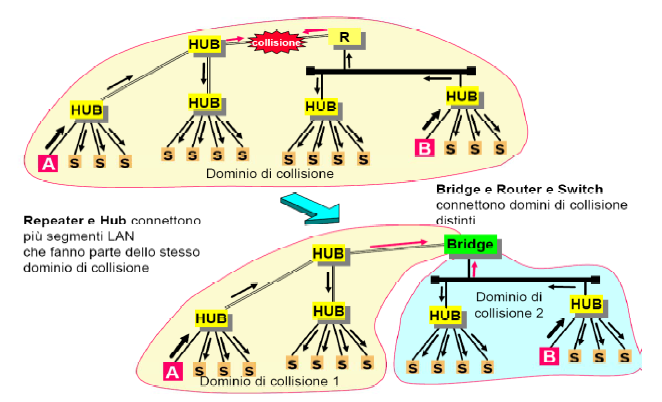 HUB
collisione
R
HUB
HUB
HUB
HUB
A S S S
S S S S
S S S S
B S S S
Dominio di collisione
Repeater e Hub connettono
più segmenti LAN
che fanno parte dello stesso
dominio di collisione
Bridge e Router e Switch
connettono domini di collisione
distinti
HUB
Bridge
HUB
HUB
Dominio di
collisione 2
HUB
HUB
A S S S
S S S S
S S S S
B S S S
Dominio di collisione 1